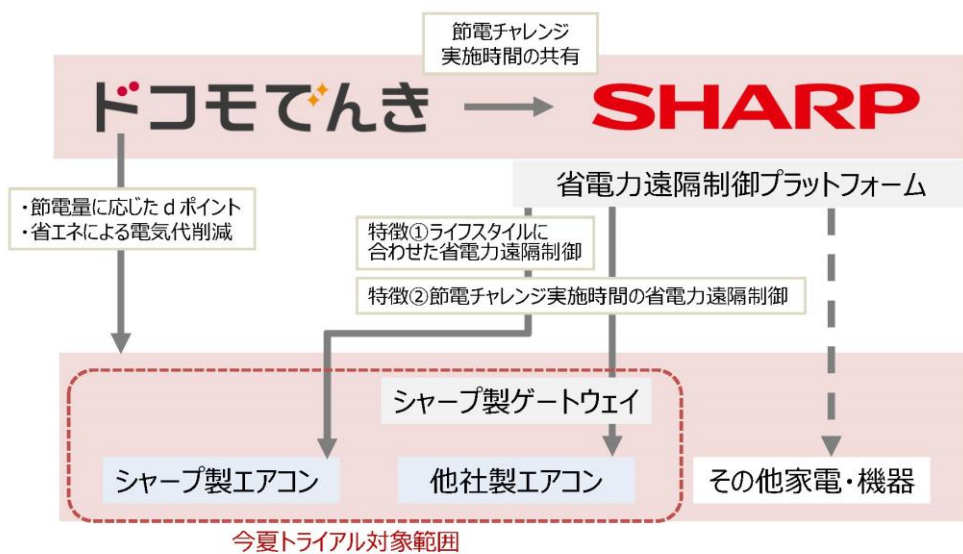 節電チャレンジ
実施時間の共有
ドコモでんき
SHARP
省電力遠隔制御プラットフォーム
・節電量に応じたdポイント
・省エネによる電気代削減
特徴①ライフスタイルに
合わせた省電力遠隔制御
特徴②節電チャレンジ実施時間の省電力遠隔制御
シャープ製ゲートウェイ
シャープ製エアコン
他社製エアコン
その他家電・機器
今夏トライアル対象範囲